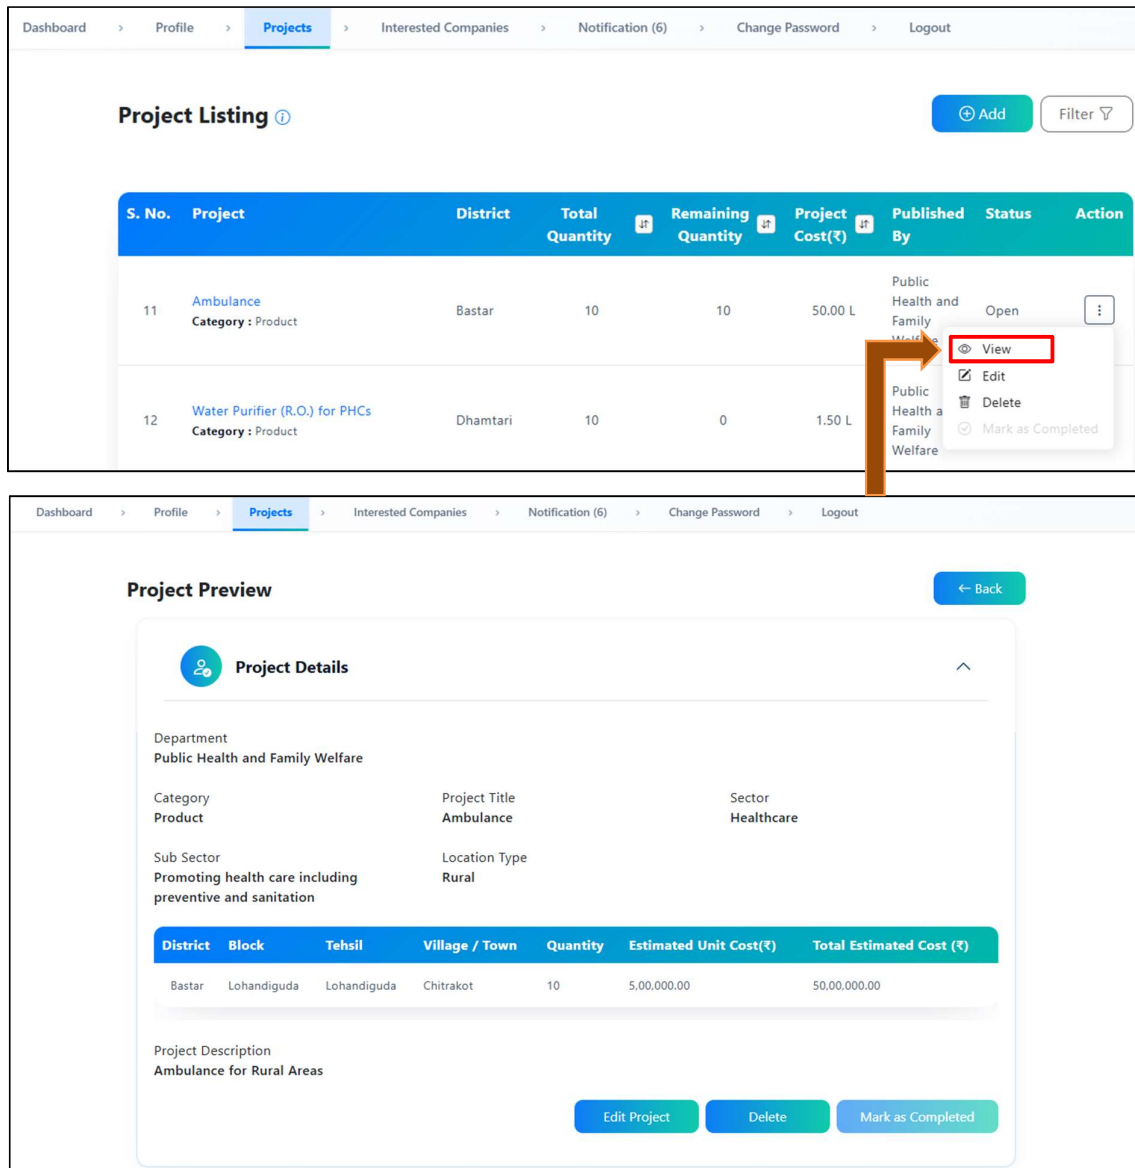 Dashboard > Profile > Projects > Interested Companies > Notification (6) > Change Password > Logout
Project Listing
Add Filter
S. No. Project District Total Quantity Remaining Quantity Project Cost(₹) Published By Status Action
11 Ambulance Bastar 10 10 50.00 L Public Health and Family Open
Category : Product
View
Edit
Delete
Mark as Completed
12 Water Purifier (R.O.) for PHCs Dhamtari 10 0 1.50 L Public Health Family Welfare
Category : Product
Dashboard > Profile > Projects > Interested Companies > Notification (6) > Change Password > Logout
Project Preview
← Back
Project Details
Department
Public Health and Family Welfare
Category Project Title Sector
Product Ambulance Healthcare
Sub Sector Location Type
Promoting health care including Rural
preventive and sanitation
District Block Tehsil Village / Town Quantity Estimated Unit Cost(₹) Total Estimated Cost (₹)
Bastar Lohandiguda Lohandiguda Chitrakot 10 5,00,000.00 50,00,000.00
Project Description
Ambulance for Rural Areas
Edit Project Delete Mark as Completed